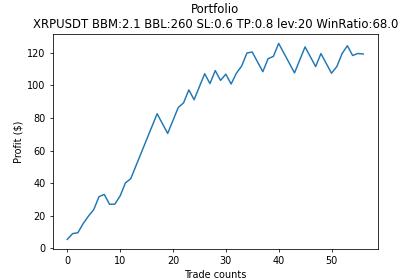 Portfolio
XRPUSDT BBM:2.1 BBL:260 SL:0.6 TP:0.8 lev:20 WinRatio:68.0
120
100
80
60
40
20
0
Profit ($)
0 10 20 30 40 50
Trade counts